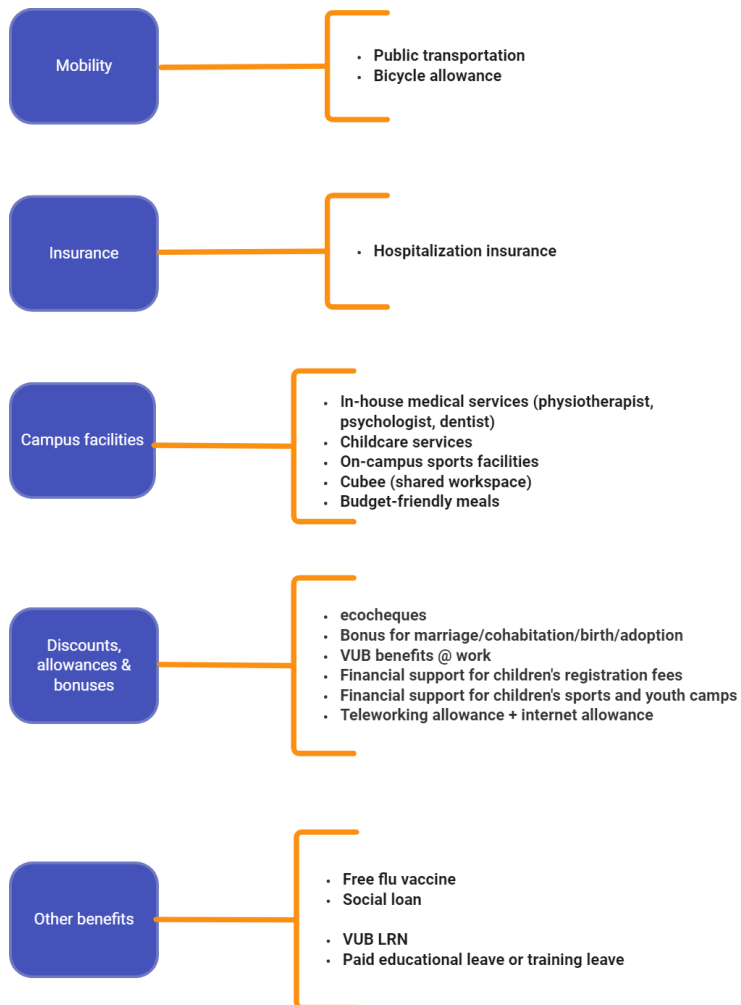 Mobility
• Public transportation
• Bicycle allowance
Insurance
• Hospitalization insurance
Campus facilities
• In-house medical services (physiotherapist,
psychologist, dentist)
• Childcare services
• On-campus sports facilities
• Cubee (shared workspace)
• Budget-friendly meals
Discounts,
allowances &
bonuses
• ecocheques
• Bonus for marriage/cohabitation/birth/adoption
• VUB benefits @ work
• Financial support for children's registration fees
• Financial support for children's sports and youth camps
• Teleworking allowance + internet allowance
Other benefits
• Free flu vaccine
• Social loan
• VUB LRN
• Paid educational leave or training leave